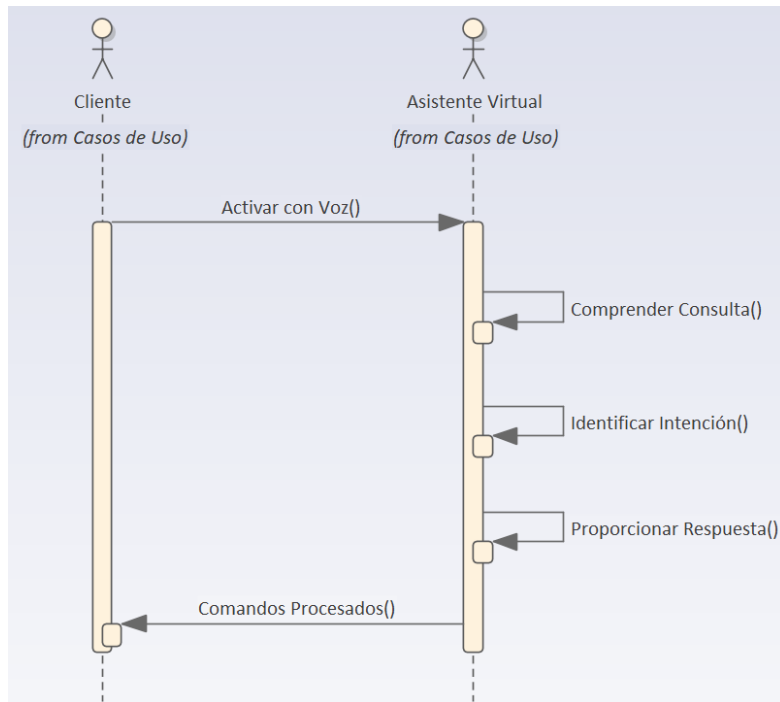 Cliente
(from Casos de Uso)
Asistente Virtual
(from Casos de Uso)
Activar con Voz()
Comprender Consulta()
Identificar Intención()
Proporcionar Respuesta()
Comandos Procesados()